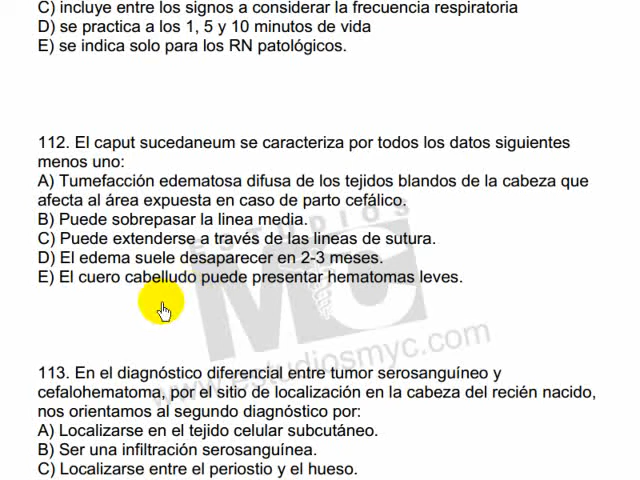 C) incluye entre los signos a considerar la frecuencia respiratoria
D) se practica a los 1, 5 y 10 minutos de vida
E) se indica solo para los RN patológicos.
112. El caput sucedaneum se caracteriza por todos los datos siguientes
menos uno:
A) Tumefacción edematosa difusa de los tejidos blandos de la cabeza que
afecta al área expuesta en caso de parto cefálico.
B) Puede sobrepasar la linea media.
C) Puede extenderse a través de las lineas de sutura.
D) El edema suele desaparecer en 2-3 meses.
E) El cuero cabelludo puede presentar hematomas leves.
ESTUDIOS
MC
www.estudiosmyc.com
113. En el diagnóstico diferencial entre tumor serosanguíneo y
cefalohematoma, por el sitio de localización en la cabeza del recién nacido,
nos orientamos al segundo diagnóstico por:
A) Localizarse en el tejido celular subcutáneo.
B) Ser una infiltración serosanguínea.
C) Localizarse entre el periostio y el hueso.